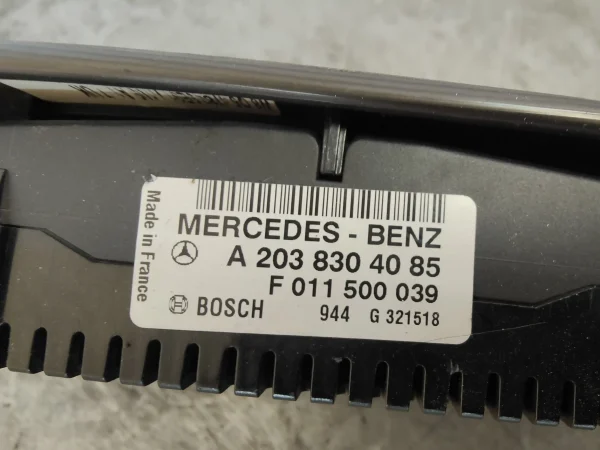 MERCEDES - BENZ
A 203 830 40 85
F 011 500 039
BOSCH 944 G 321518
Made in France